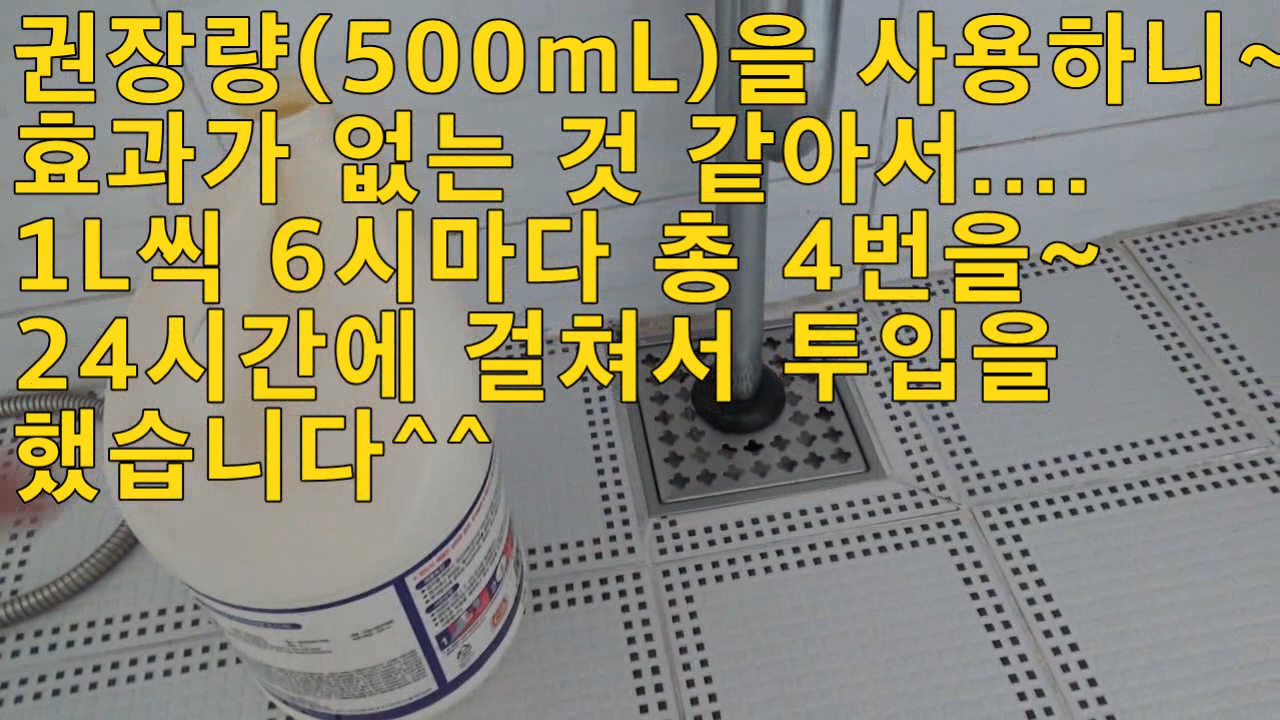 권장량(500mL)을 사용하니~
효과가 없는 것 같아서....
1L씩 6시마다 총 4번을~
24시간에 걸쳐서 투입을
했습니다^^